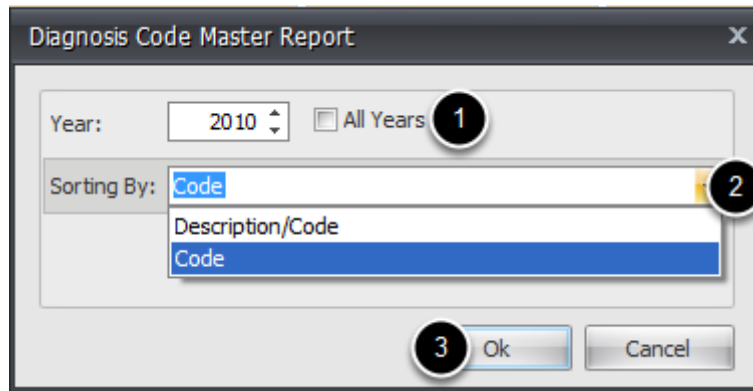 Diagnosis Code Master Report x
Year: 2010 All Years 1
Sorting By: Code 2
Description/Code
Code
3 Ok Cancel